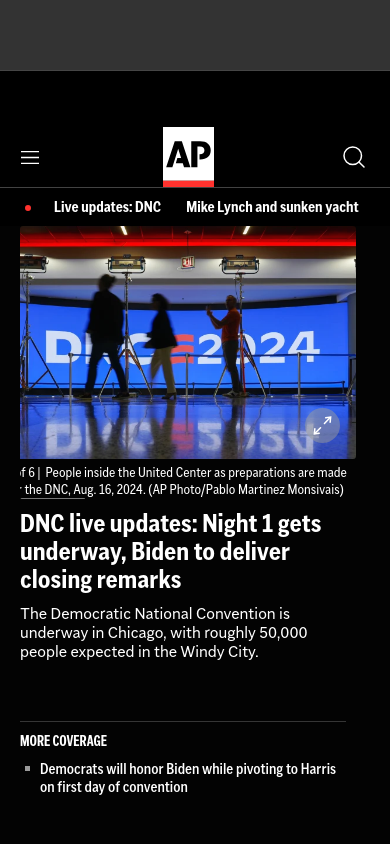 AP
Live updates: DNC
Mike Lynch and sunken yacht
DNC 2024
of 6 | People inside the United Center as preparations are made
the DNC, Aug. 16, 2024. (AP Photo/Pablo Martinez Monsivais)
DNC live updates: Night 1 gets
underway, Biden to deliver
closing remarks
The Democratic National Convention is
underway in Chicago, with roughly 50,000
people expected in the Windy City.
MORE COVERAGE
Democrats will honor Biden while pivoting to Harris
on first day of convention